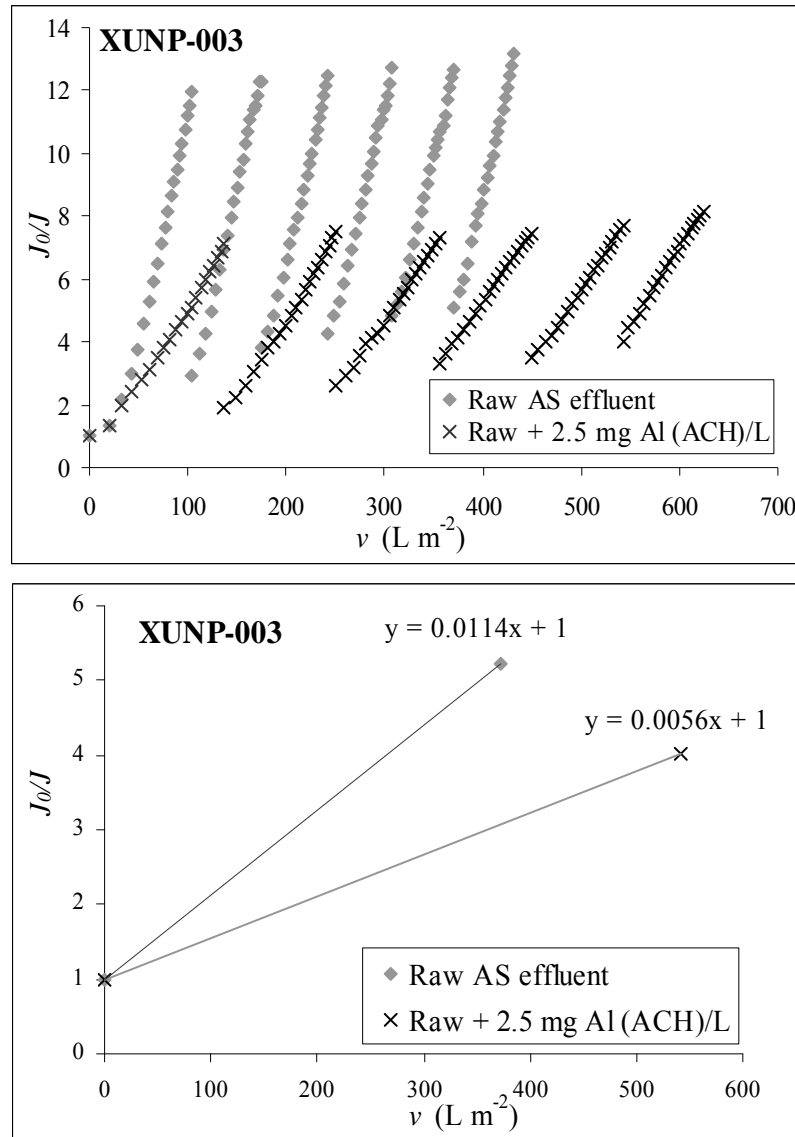 XUNP-003
14
12
10
8
6
4
2
0
J0/J
Raw AS effluent
Raw + 2.5 mg Al (ACH)/L
0 100 200 300 400 500 600 700
v (L m-2)
XUNP-003
y = 0.0114x + 1
y = 0.0056x + 1
6
5
4
3
2
1
0
J0/J
Raw AS effluent
Raw + 2.5 mg Al (ACH)/L
0 100 200 300 400 500 600
v (L m-2)